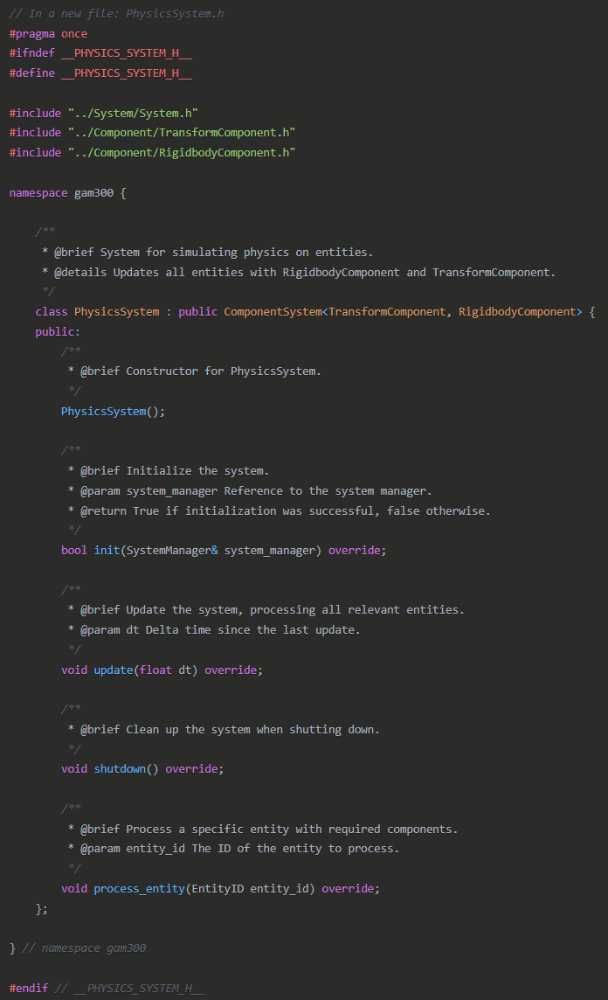 // In a new file: PhysicsSystem.h
#pragma once
#ifndef __PHYSICS_SYSTEM_H__
#define __PHYSICS_SYSTEM_H__

#include "../System/System.h"
#include "../Component/TransformComponent.h"
#include "../Component/RigidbodyComponent.h"

namespace gam300 {

    /**
     * @brief System for simulating physics on entities.
     * @details Updates all entities with RigidbodyComponent and TransformComponent.
     */
    class PhysicsSystem : public ComponentSystem<TransformComponent, RigidbodyComponent> {
    public:
        /**
         * @brief Constructor for PhysicsSystem.
         */
        PhysicsSystem();

        /**
         * @brief Initialize the system.
         * @param system_manager Reference to the system manager.
         * @return True if initialization was successful, false otherwise.
         */
        bool init(SystemManager& system_manager) override;

        /**
         * @brief Update the system, processing all relevant entities.
         * @param dt Delta time since the last update.
         */
        void update(float dt) override;

        /**
         * @brief Clean up the system when shutting down.
         */
        void shutdown() override;

        /**
         * @brief Process a specific entity with required components.
         * @param entity_id The ID of the entity to process.
         */
        void process_entity(EntityID entity_id) override;
    };

} // namespace gam300

#endif // __PHYSICS_SYSTEM_H__